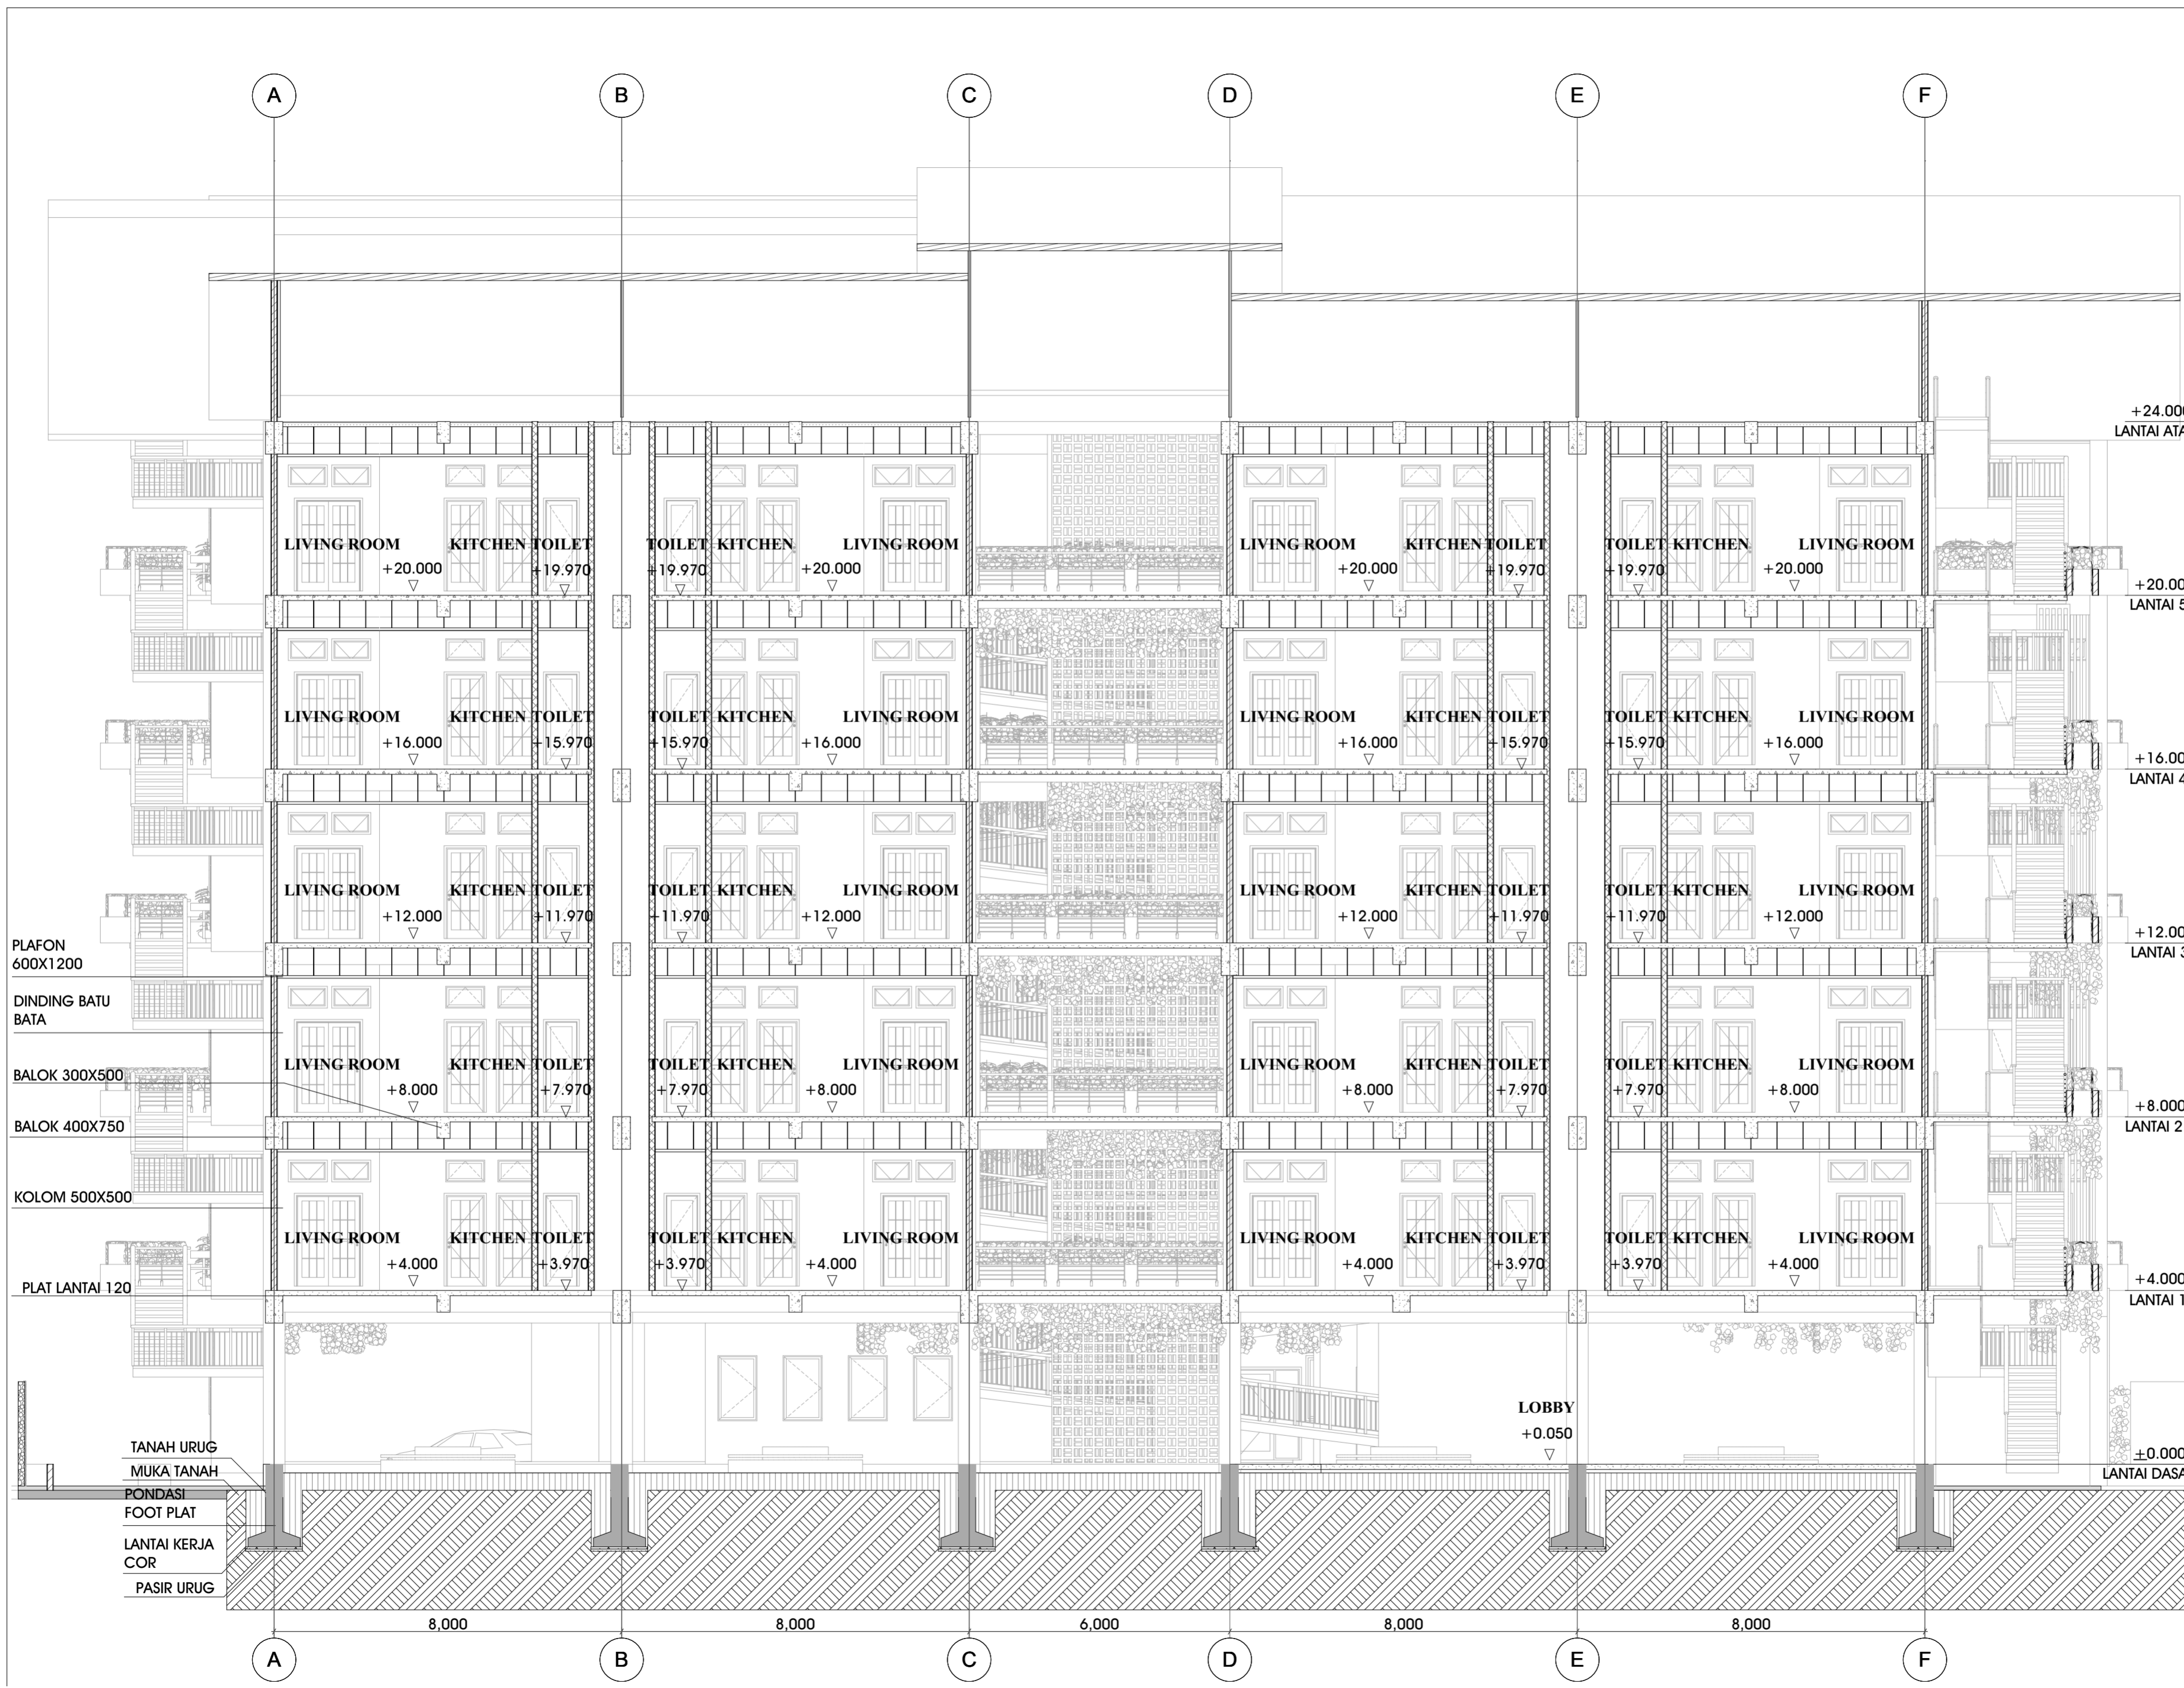 A B C D E F
+24.000
LANTAI ATA
LIVING ROOM KITCHEN TOILET TOILET KITCHEN LIVING ROOM LIVING ROOM KITCHEN TOILET TOILET KITCHEN LIVING ROOM
+20.000 +19.970 +19.970 +20.000 +20.000 +19.970 +19.970 +20.000
+20.00
LANTAI 5
LIVING ROOM KITCHEN TOILET TOILET KITCHEN LIVING ROOM LIVING ROOM KITCHEN TOILET TOILET KITCHEN LIVING ROOM
+16.000 +15.970 +15.970 +16.000 +16.000 +15.970 +15.970 +16.000
+16.00
LANTAI 4
LIVING ROOM KITCHEN TOILET TOILET KITCHEN LIVING ROOM LIVING ROOM KITCHEN TOILET TOILET KITCHEN LIVING ROOM
+12.000 +11.970 +11.970 +12.000 +12.000 +11.970 +11.970 +12.000
+12.00
LANTAI 3
PLAFON
600X1200
DINDING BATU
BATA
LIVING ROOM KITCHEN TOILET TOILET KITCHEN LIVING ROOM LIVING ROOM KITCHEN TOILET TOILET KITCHEN LIVING ROOM
BALOK 300X500
+8.000 +7.970 +7.970 +8.000 +8.000 +7.970 +7.970 +8.000
+8.000
LANTAI 2
BALOK 400X750
KOLOM 500X500
LIVING ROOM KITCHEN TOILET TOILET KITCHEN LIVING ROOM LIVING ROOM KITCHEN TOILET TOILET KITCHEN LIVING ROOM
+4.000 +3.970 +3.970 +4.000 +4.000 +3.970 +3.970 +4.000
+4.000
LANTAI 1
PLAT LANTAI 120
LOBBY
+0.050
±0.000
LANTAI DASA
TANAH URUG
MUKA TANAH
PONDASI
FOOT PLAT
LANTAI KERJA
COR
PASIR URUG
8,000 8,000 6,000 8,000 8,000
A B C D E F